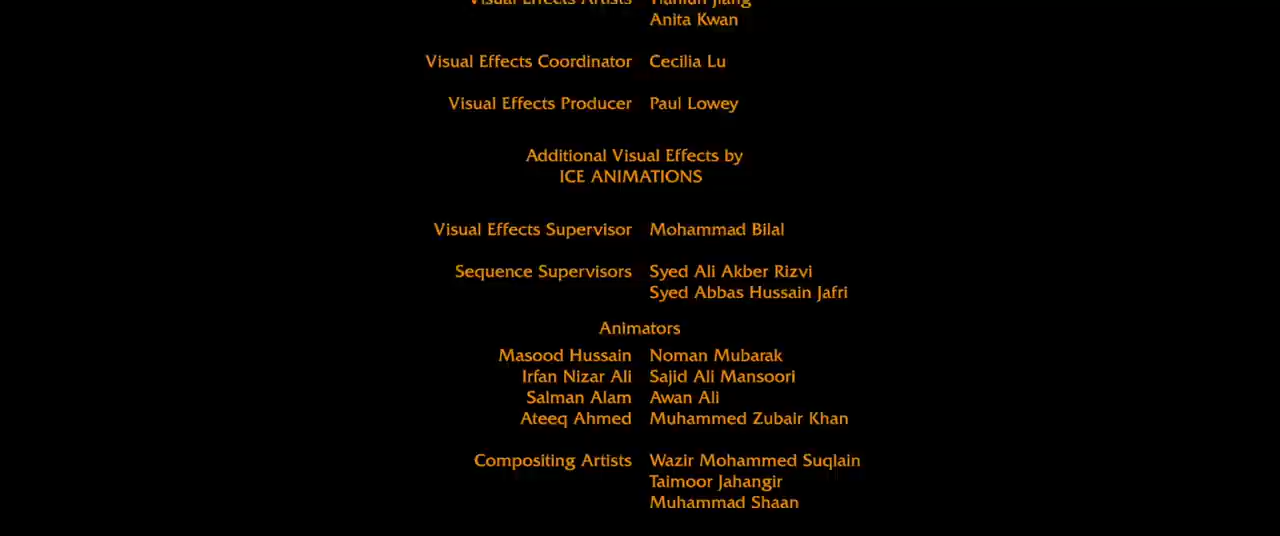 Visual Effects Artists
Anita Kwan
Visual Effects Coordinator Cecilia Lu
Visual Effects Producer Paul Lowey
Additional Visual Effects by
ICE ANIMATIONS
Visual Effects Supervisor Mohammad Bilal
Sequence Supervisors Syed Ali Akber Rizvi
Syed Abbas Hussain Jafri
Animators
Masood Hussain Noman Mubarak
Irfan Nizar Ali Sajid Ali Mansoori
Salman Alam Awan Ali
Ateeq Ahmed Muhammed Zubair Khan
Compositing Artists Wazir Mohammed Suqlain
Taimoor Jahangir
Muhammad Shaan